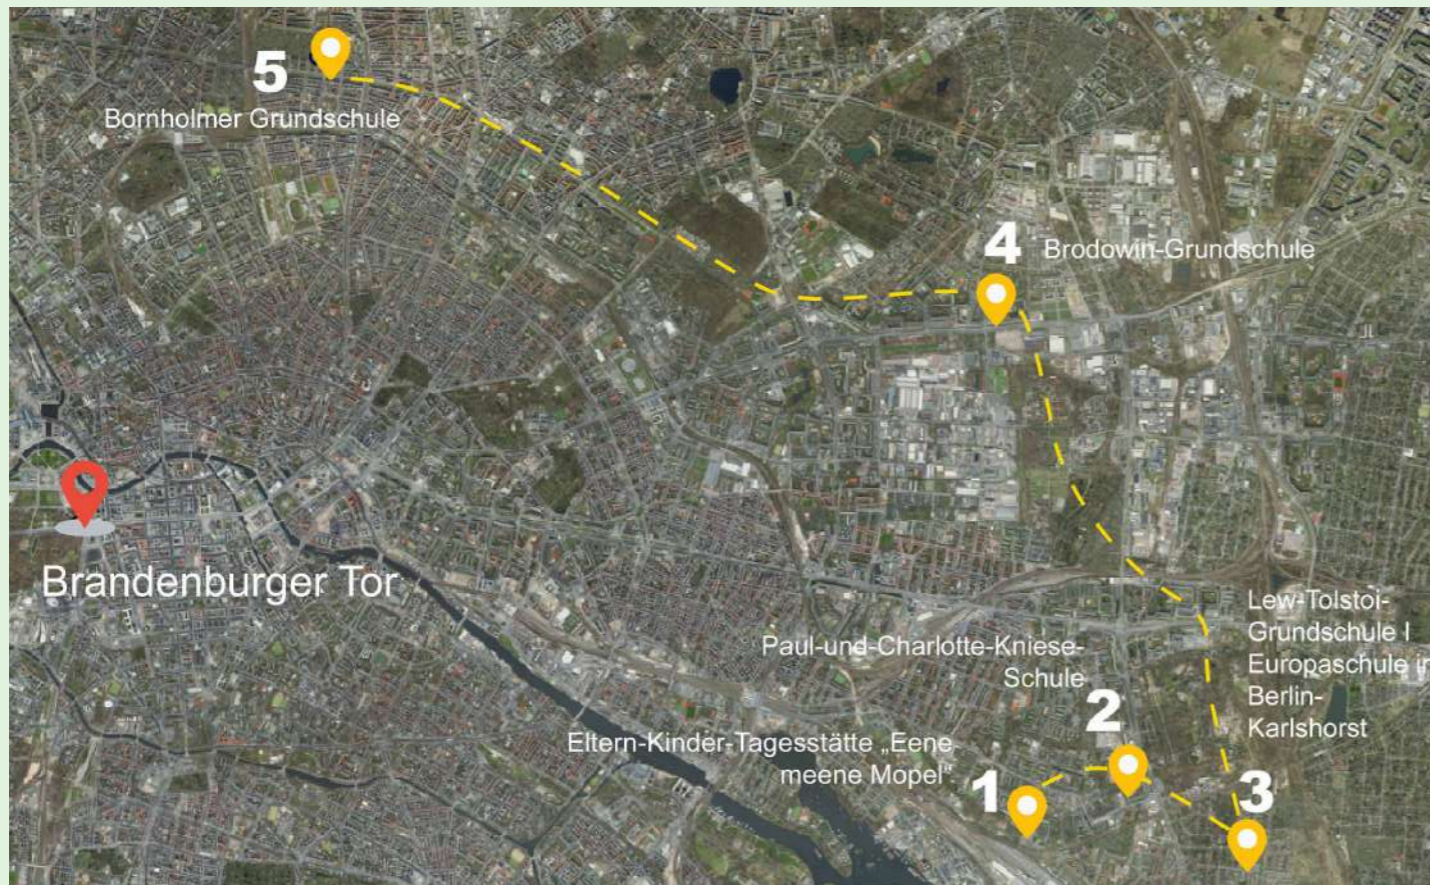 5
Bornholmer Grundschule
4
Brodowin-Grundschule
Brandenburger Tor
Paul-und-Charlotte-Kniese-
Schule
2
Lew-Tolstoi-
Grundschule I
Europaschule in
Berlin-
Karlshorst
Eltern-Kinder-Tagesstätte „Eene
meene Mopel“
1
3